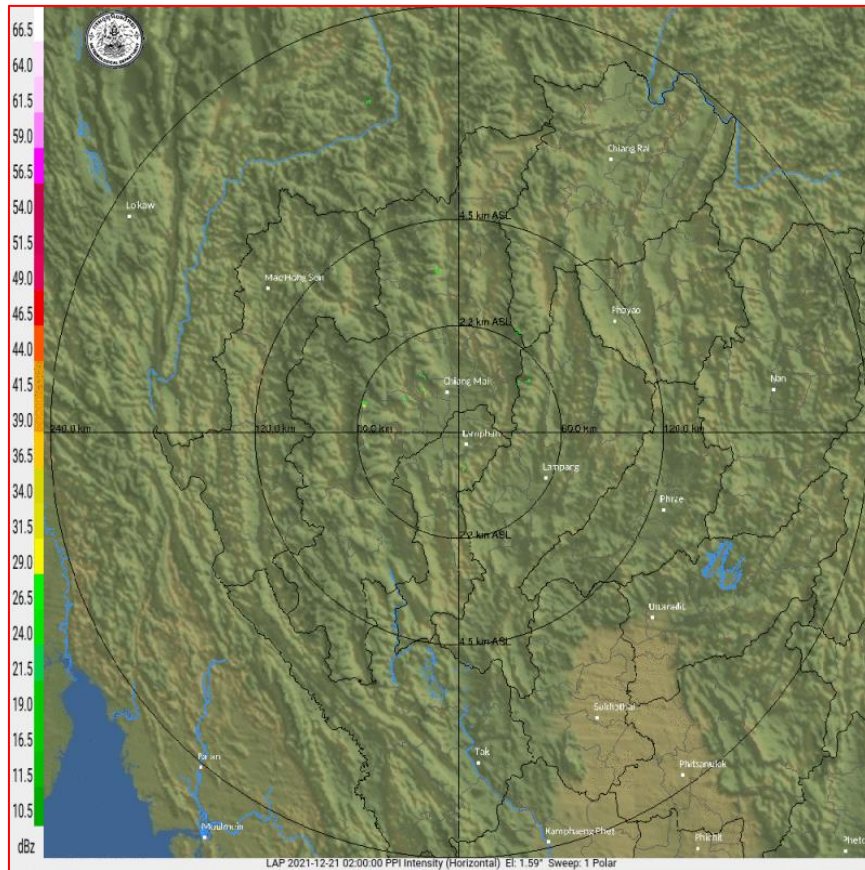 66.5
64.0
61.5
59.0
56.5
54.0
51.5
49.0
46.5
44.0
41.5
39.0
36.5
34.0
31.5
29.0
26.5
24.0
21.5
19.0
16.5
14.0
11.5
10.5
dBz
Chiang Rai
Loikaw
4.5 km ASL
Mae Hong Son
Phayao
2.2 km ASL
Chiang Mai
Nan
240.0 km
120.0 km
60.0 km
60.0 km
120.0 km
Lamphun
Lampang
Phrae
2.2 km ASL
Uttaradit
4.5 km ASL
Sukhothai
Tak
Pa'an
Phitsanulok
Moulmein
Kamphaeng Phet
Phichit
Phetc
LAP 2021-12-21 02:00:00 PPI Intensity (Horizontal) El: 1.59° Sweep: 1 Polar